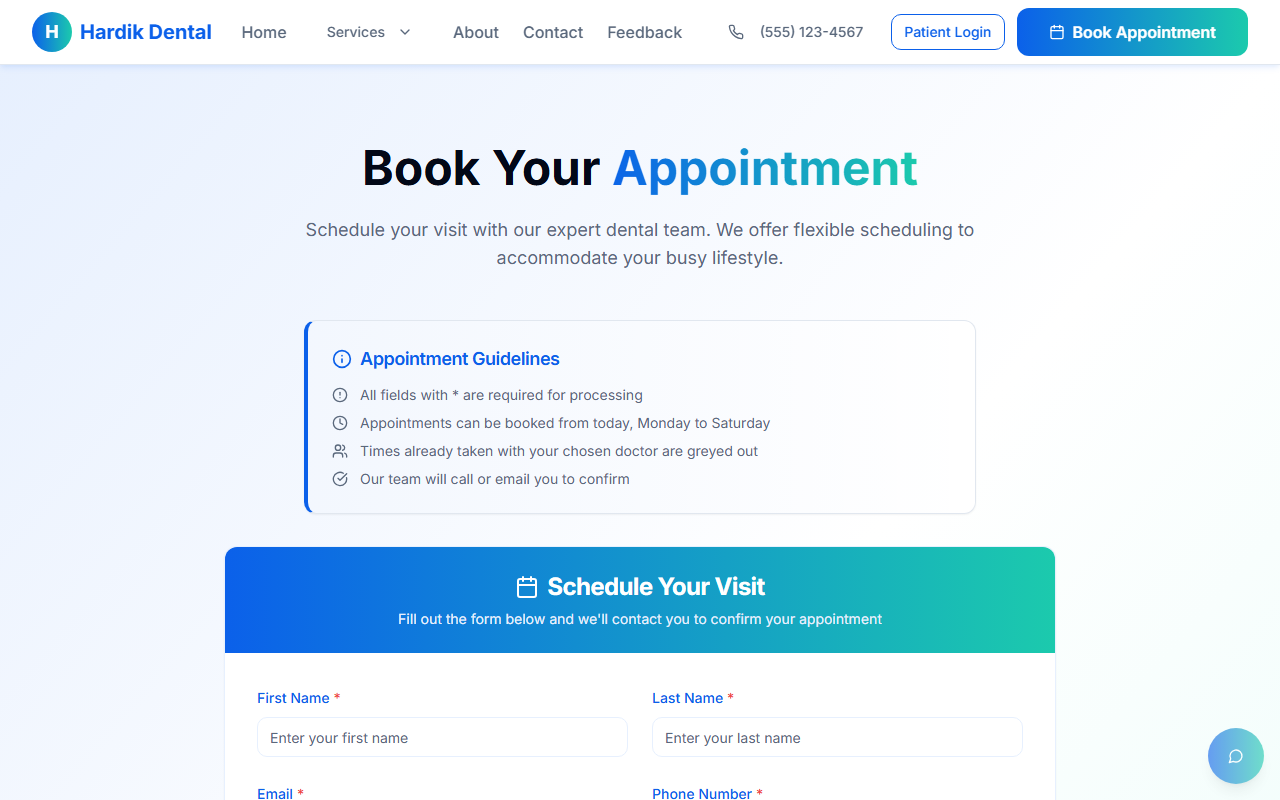 H Hardik Dental Home Services About Contact Feedback (555) 123-4567 Patient Login Book Appointment
Book Your Appointment
Schedule your visit with our expert dental team. We offer flexible scheduling to
accommodate your busy lifestyle.
Appointment Guidelines
All fields with * are required for processing
Appointments can be booked from today, Monday to Saturday
Times already taken with your chosen doctor are greyed out
Our team will call or email you to confirm
Schedule Your Visit
Fill out the form below and we'll contact you to confirm your appointment
First Name * Last Name *
Enter your first name Enter your last name
Email * Phone Number *